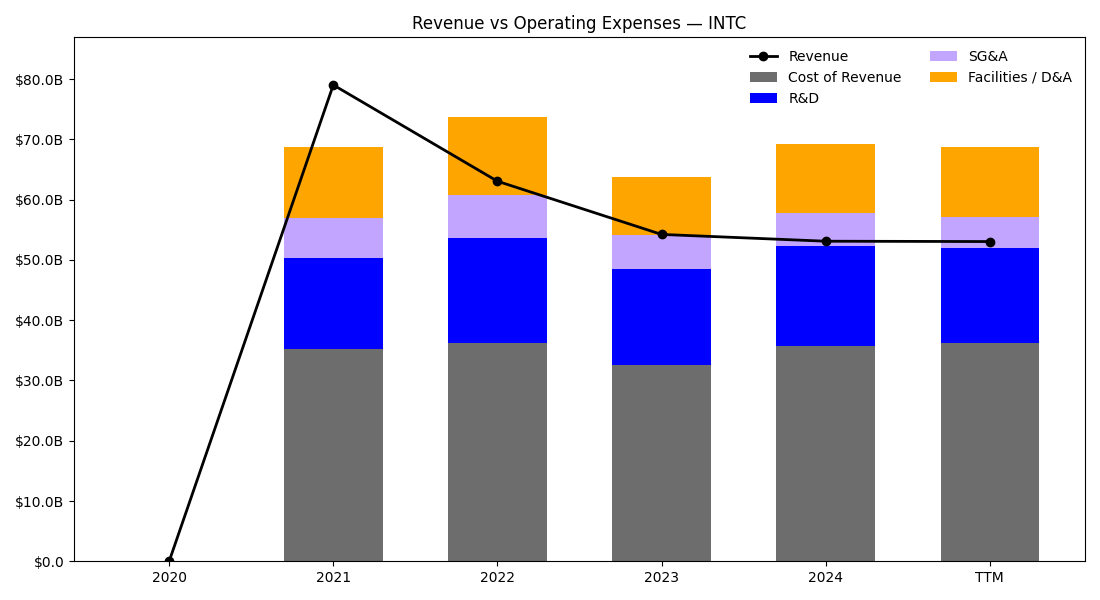 Revenue vs Operating Expenses — INTC
Revenue
Cost of Revenue
R&D
SG&A
Facilities / D&A
$80.0B
$70.0B
$60.0B
$50.0B
$40.0B
$30.0B
$20.0B
$10.0B
$0.0
2020 2021 2022 2023 2024 TTM